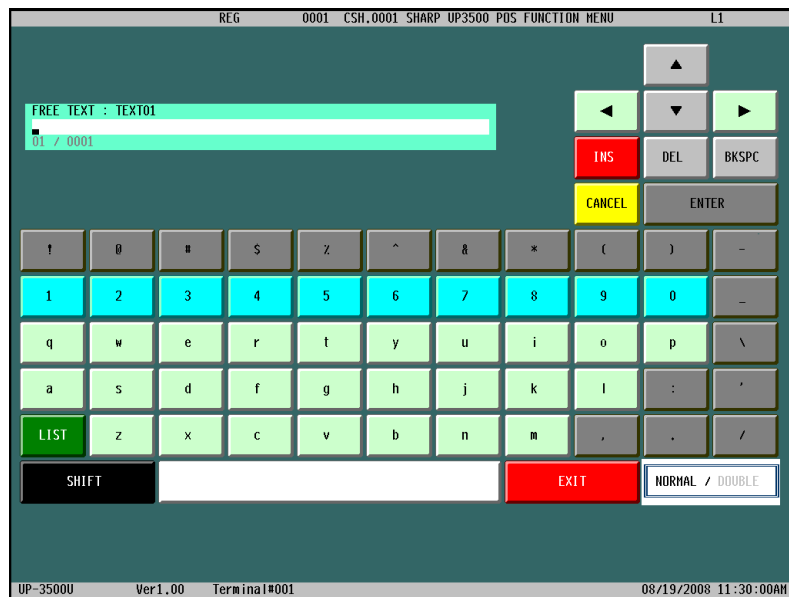 REG 0001 CSH.0001 SHARP UP3500 POS FUNCTION MENU L1
FREE TEXT : TEXT01
01 / 0001
INS DEL BKSPC
CANCEL ENTER
! @ # $ % ^ & * ( ) -
1 2 3 4 5 6 7 8 9 0 _
q w e r t y u i o p \
a s d f g h j k l : '
LIST z x c v b n m , . /
SHIFT EXIT NORMAL / DOUBLE
UP-3500U Ver1.00 Terminal#001 08/19/2008 11:30:00AM